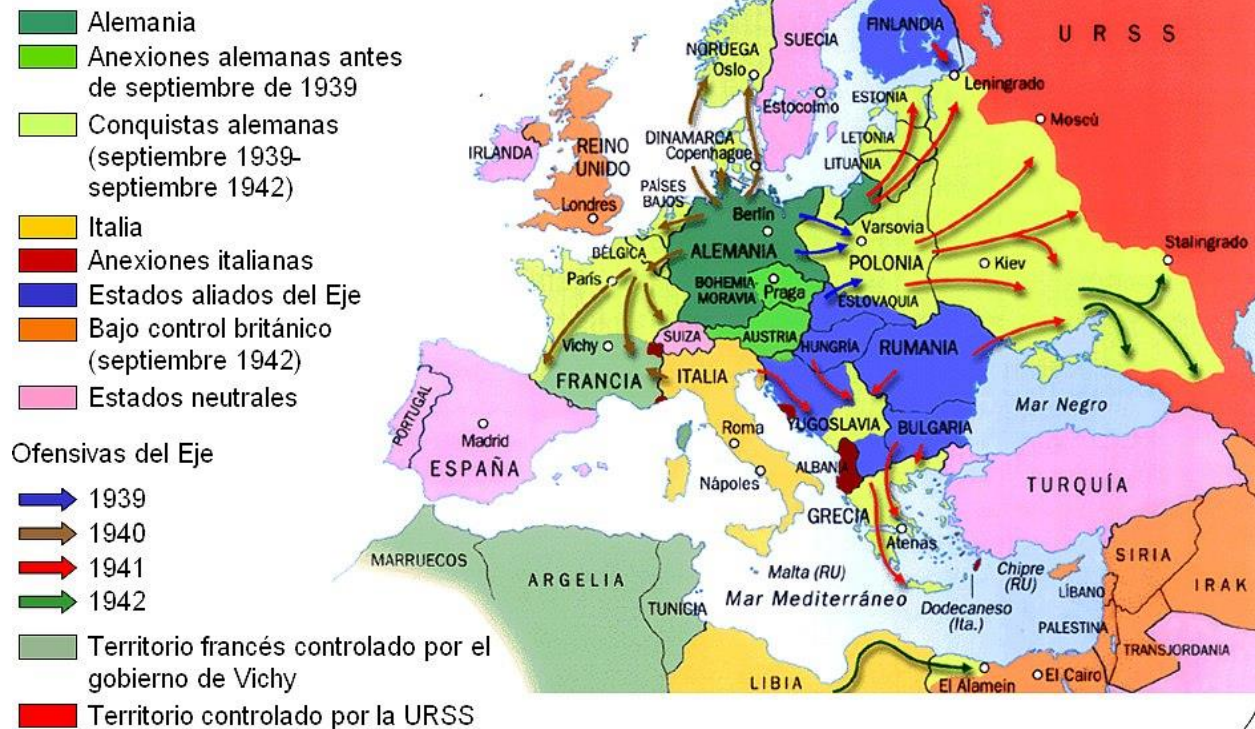 Alemania
Anexiones alemanas antes
de septiembre de 1939
Conquistas alemanas
(septiembre 1939-
septiembre 1942)
Italia
Anexiones italianas
Estados aliados del Eje
Bajo control británico
(septiembre 1942)
Estados neutrales
Ofensivas del Eje
1939
1940
1941
1942
Territorio francés controlado por el
gobierno de Vichy
Territorio controlado por la URSS
FINLANDIA
URSS
SUECIA
NORUEGA
Oslo
Leningrado
Estocolmo
ESTONIA
Moscú
LETONIA
DINAMARCA
Copenhague
REINO
UNIDO
IRLANDA
LITUANIA
PAÍSES
BAJOS
Londres
Berlín
Varsovia
Stalingrado
BÉLGICA
ALEMANIA
POLONIA
Kiev
París
BOHEMIA
MORAVIA
Praga
ESLOVAQUIA
SUIZA
AUSTRIA
HUNGRÍA
RUMANIA
Vichy
FRANCIA
ITALIA
Mar Negro
PORTUGAL
YUGOSLAVIA
BULGARIA
Roma
Madrid
ESPAÑA
ALBANIA
Nápoles
TURQUÍA
GRECIA
Atenas
MARRUECOS
ARGELIA
TUNICIA
Malta (RU)
Mar Mediterráneo
Dodecaneso
(Ita.)
Chipre
(RU)
SIRIA
LÍBANO
IRAK
PALESTINA
TRANSJORDANIA
LIBIA
El Alamein
El Cairo